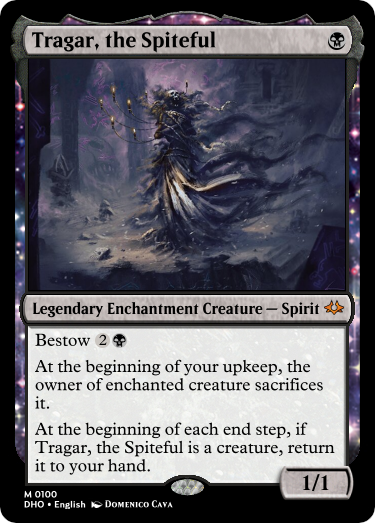 Tragar, the Spiteful
Legendary Enchantment Creature — Spirit
Bestow 2
At the beginning of your upkeep, the
owner of enchanted creature sacrifices
it.
At the beginning of each end step, if
Tragar, the Spiteful is a creature, return
it to your hand.
1/1
M 0100
DHO • English Domenico Cava